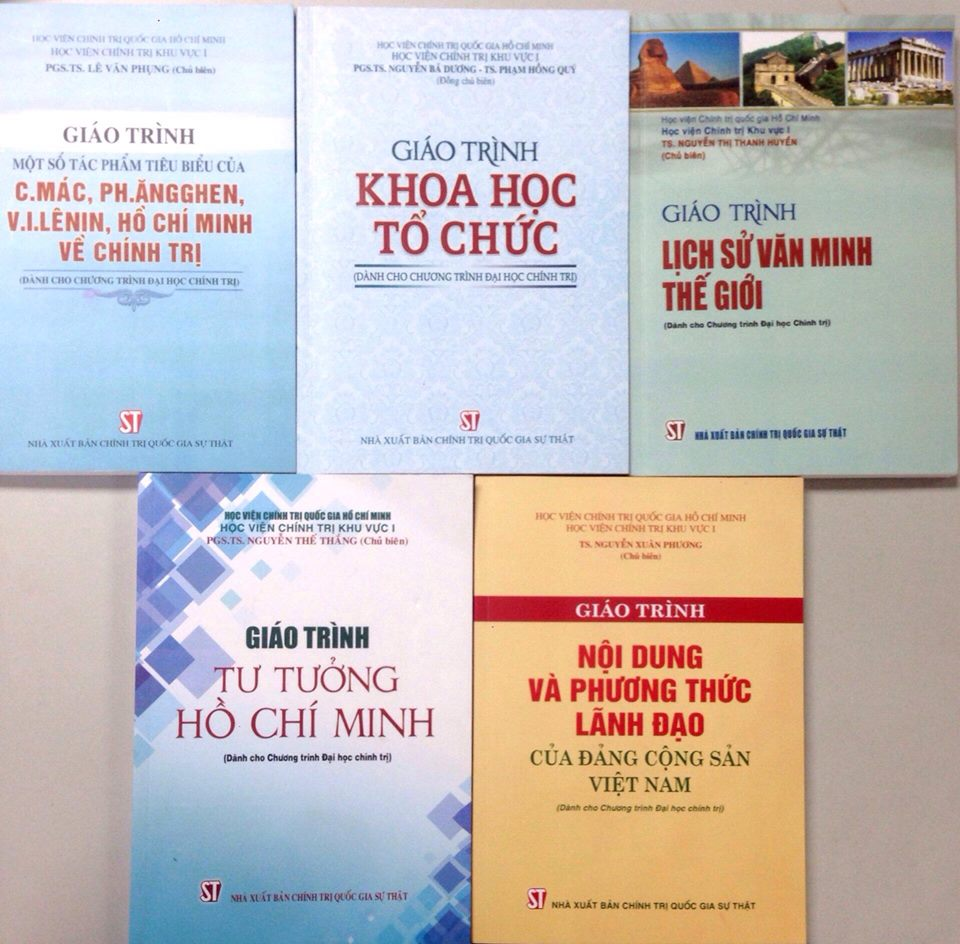 HỌC VIỆN CHÍNH TRỊ QUỐC GIA HỒ CHÍ MINH
HỌC VIỆN CHÍNH TRỊ KHU VỰC I
PGS.TS. LÊ VĂN PHỤNG (Chủ biên)
GIÁO TRÌNH
MỘT SỐ TÁC PHẨM TIÊU BIỂU CỦA
C.MÁC, PH.ĂNGGHEN,
V.I.LÊNIN, HỒ CHÍ MINH
VỀ CHÍNH TRỊ
(DÀNH CHO CHƯƠNG TRÌNH ĐẠI HỌC CHÍNH TRỊ)
ST
NHÀ XUẤT BẢN CHÍNH TRỊ QUỐC GIA SỰ THẬT
HỌC VIỆN CHÍNH TRỊ QUỐC GIA HỒ CHÍ MINH
HỌC VIỆN CHÍNH TRỊ KHU VỰC I
PGS.TS. NGUYỄN BÁ DƯƠNG - TS. PHẠM HỒNG QUÝ
(Đồng chủ biên)
GIÁO TRÌNH
KHOA HỌC
TỔ CHỨC
(DÀNH CHO CHƯƠNG TRÌNH ĐẠI HỌC CHÍNH TRỊ)
ST
NHÀ XUẤT BẢN CHÍNH TRỊ QUỐC GIA SỰ THẬT
Học viện Chính trị quốc gia Hồ Chí Minh
Học viện Chính trị Khu vực I
TS. NGUYỄN THỊ THANH HUYỀN
(Chủ biên)
GIÁO TRÌNH
LỊCH SỬ VĂN MINH
THẾ GIỚI
(Dành cho Chương trình Đại học Chính trị)
ST NHÀ XUẤT BẢN CHÍNH TRỊ QUỐC GIA SỰ THẬT
HỌC VIỆN CHÍNH TRỊ QUỐC GIA HỒ CHÍ MINH
HỌC VIỆN CHÍNH TRỊ KHU VỰC I
PGS.TS. NGUYỄN THẾ THẮNG (Chủ biên)
GIÁO TRÌNH
TƯ TƯỞNG
HỒ CHÍ MINH
(Dành cho Chương trình Đại học chính trị)
ST NHÀ XUẤT BẢN CHÍNH TRỊ QUỐC GIA SỰ THẬT
HỌC VIỆN CHÍNH TRỊ QUỐC GIA HỒ CHÍ MINH
HỌC VIỆN CHÍNH TRỊ KHU VỰC I
TS. NGUYỄN XUÂN PHƯƠNG
(Chủ biên)
GIÁO TRÌNH
NỘI DUNG
VÀ PHƯƠNG THỨC
LÃNH ĐẠO
CỦA ĐẢNG CỘNG SẢN
VIỆT NAM
(Dành cho Chương trình Đại học chính trị)
ST NHÀ XUẤT BẢN CHÍNH TRỊ QUỐC GIA SỰ THẬT